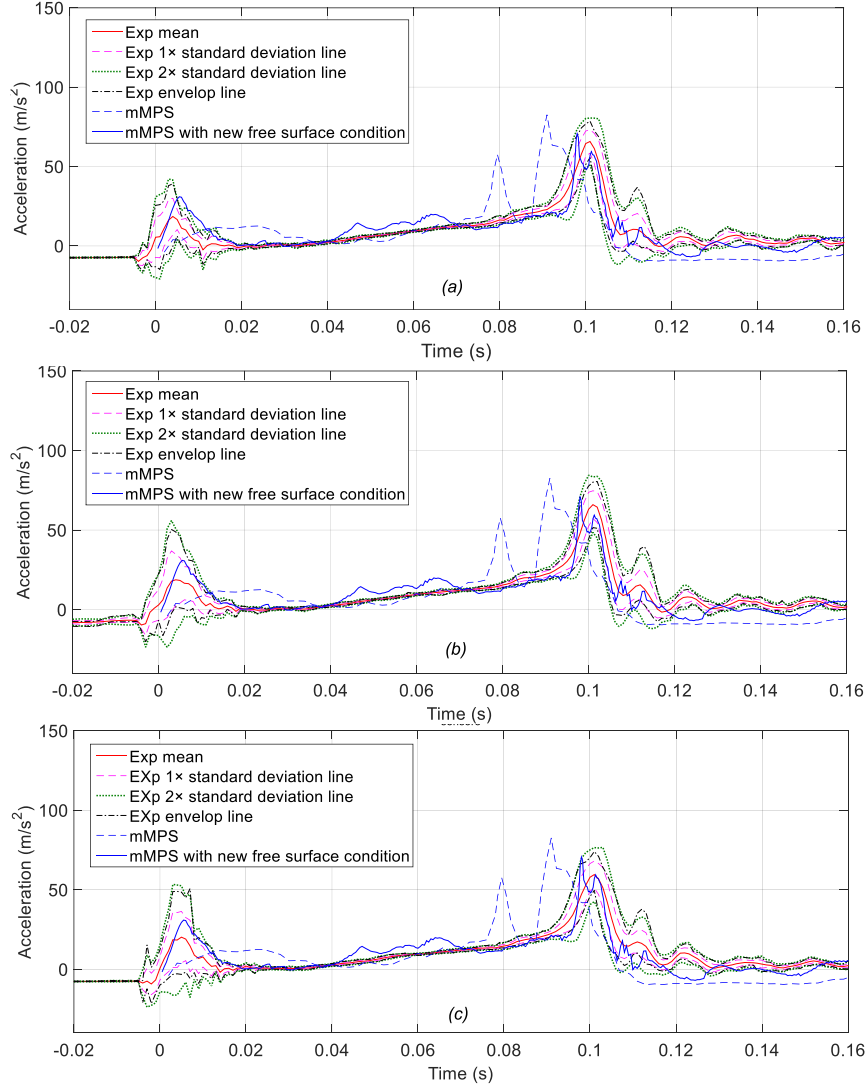 150
Exp mean
Exp 1× standard deviation line
Exp 2× standard deviation line
Exp envelop line
mMPS
mMPS with new free surface condition
100
50
0
Acceleration (m/s²)
(a)
-0.02 0 0.02 0.04 0.06 0.08 0.1 0.12 0.14 0.16
Time (s)
150
Exp mean
Exp 1× standard deviation line
Exp 2× standard deviation line
Exp envelop line
mMPS
mMPS with new free surface condition
100
50
0
Acceleration (m/s²)
(b)
-0.02 0 0.02 0.04 0.06 0.08 0.1 0.12 0.14 0.16
Time (s)
150
Exp mean
EXp 1× standard deviation line
EXp 2× standard deviation line
EXp envelop line
mMPS
mMPS with new free surface condition
100
50
0
Acceleration (m/s²)
(c)
-0.02 0 0.02 0.04 0.06 0.08 0.1 0.12 0.14 0.16
Time (s)